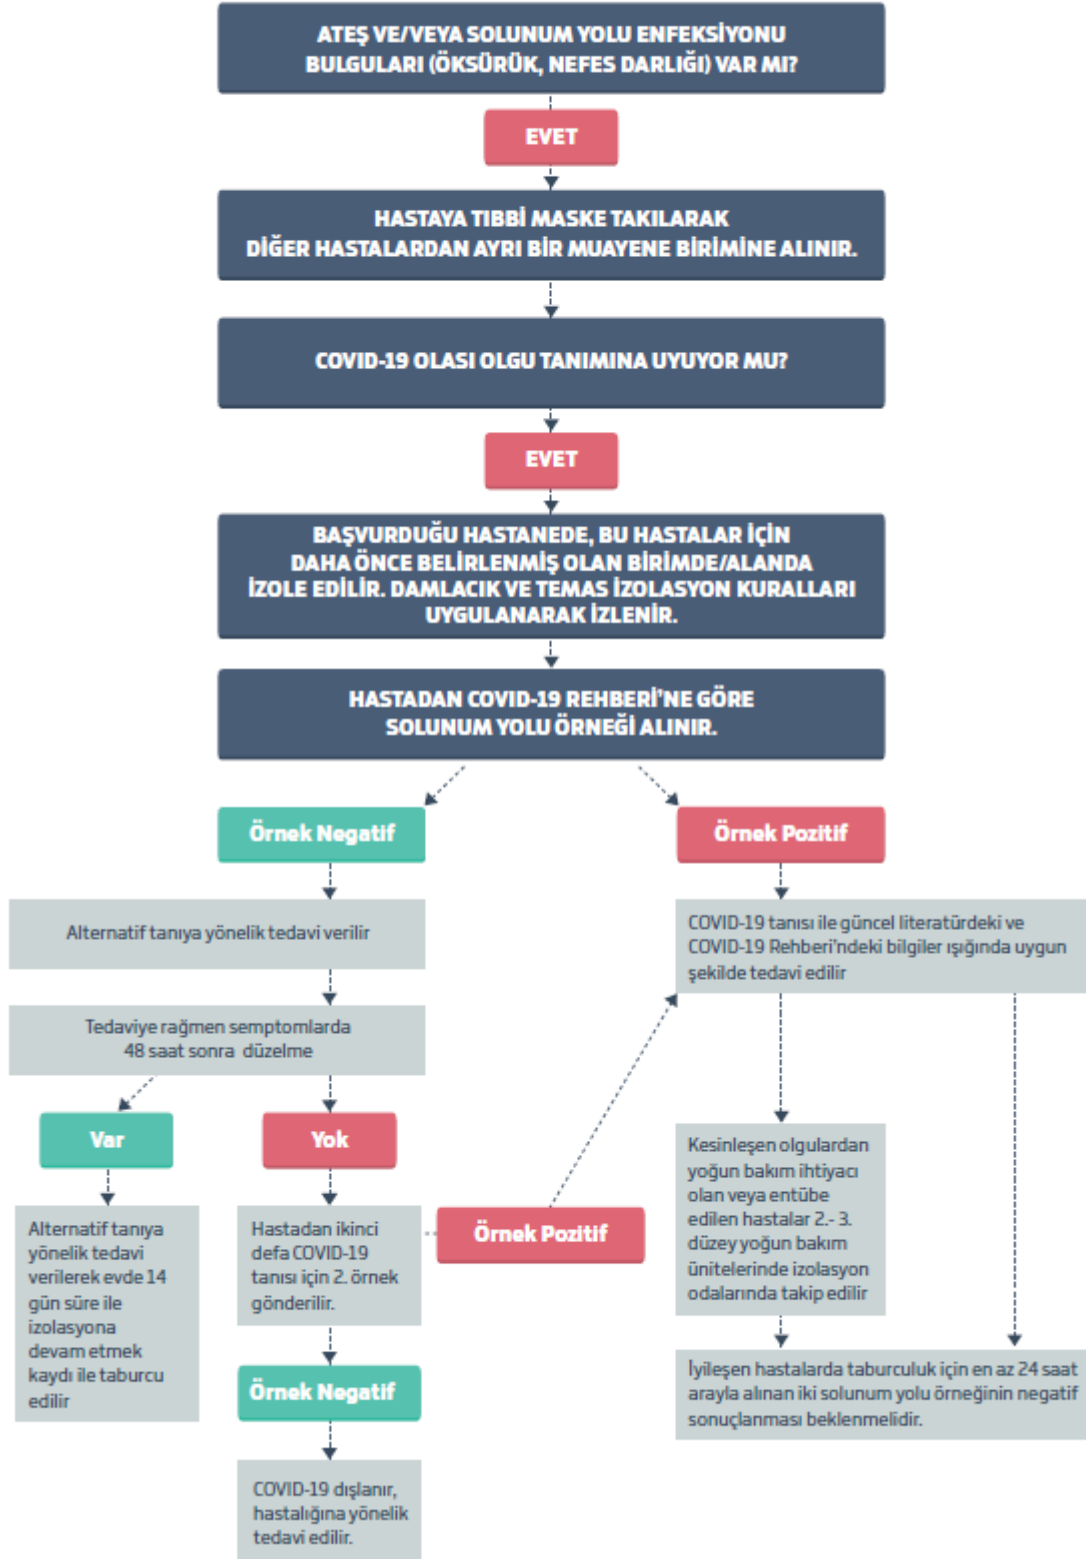 ATEŞ VE/VEYA SOLUNUM YOLU ENFEKSİYONU
BULGULARI (ÖKSÜRÜK, NEFES DARLIĞI) VAR MI?
EVET
HASTAYA TIBBİ MASKE TAKILARAK
DİĞER HASTALARDAN AYRI BİR MUAYENE BİRİMİNE ALINIR.
COVID-19 OLASI OLGU TANIMINA UYUYOR MU?
EVET
BAŞVURDUĞU HASTANEDE, BU HASTALAR İÇİN
DAHA ÖNCE BELİRLENMİŞ OLAN BİRİMDE/ALANDA
İZOLE EDİLİR. DAMLACIK VE TEMAS İZOLASYON KURALLARI
UYGULANARAK İZLENİR.
HASTADAN COVID-19 REHBERİ'NE GÖRE
SOLUNUM YOLU ÖRNEĞİ ALINIR.
Örnek Negatif
Alternatif tanıya yönelik tedavi verilir
Tedaviye rağmen semptomlarda
48 saat sonra düzelme
Var
Alternatif tanıya
yönelik tedavi
verilerek evde 14
gün süre ile
izolasyona
devam etmek
kaydı ile taburcu
edilir
Yok
Hastadan ikinci
defa COVID-19
tanısı için 2. örnek
gönderilir.
Örnek Negatif
COVID-19 dışlanır,
hastalığına yönelik
tedavi edilir.
Örnek Pozitif
Örnek Pozitif
COVID-19 tanısı ile güncel literatürdeki ve
COVID-19 Rehberi'ndeki bilgiler ışığında uygun
şekilde tedavi edilir
Kesinleşen olgulardan
yoğun bakım ihtiyacı
olan veya entübe
edilen hastalar 2.- 3.
düzey yoğun bakım
ünitelerinde izolasyon
odalarında takip edilir
İyileşen hastalarda taburculuk için en az 24 saat
arayla alınan iki solunum yolu örneğinin negatif
sonuçlanması beklenmelidir.